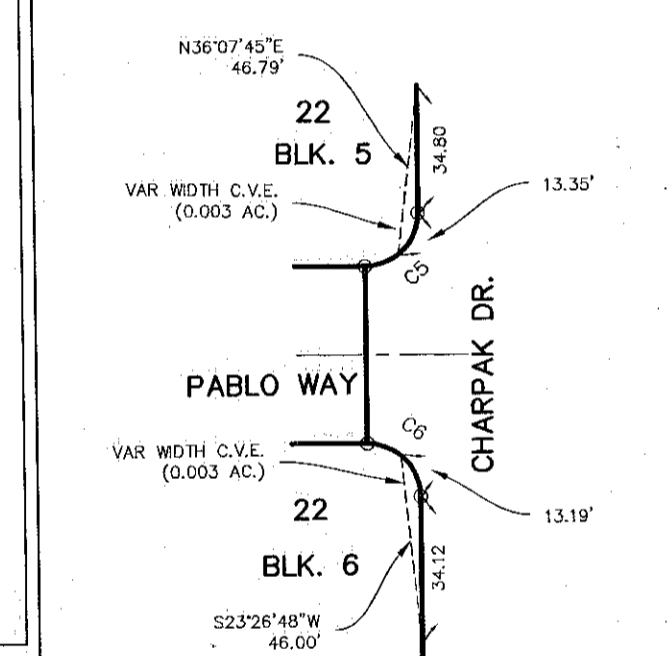 N36°07'45"E
46.79'
22
BLK. 5
34.80
VAR WIDTH C.V.E.
(0.003 AC.)
13.35'
C5
CHARPAK DR.
PABLO WAY
C6
VAR WIDTH C.V.E.
(0.003 AC.)
22
13.19'
BLK. 6
34.12
S23°26'48"W
46.00'